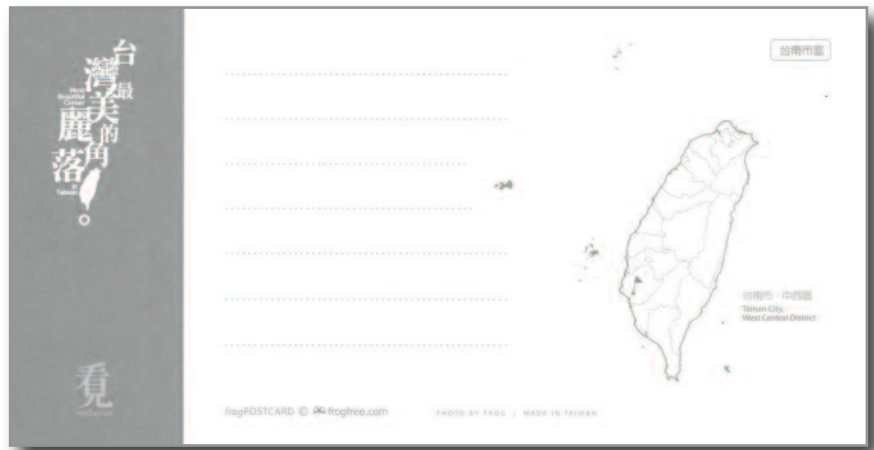 台灣最美麗的角落！。
Most
Beautiful
Corner
in
Taiwan
看見
台南市區
台南市・中西區
Tainan City,
West Central District
frogPOSTCARD © frogfree.com
PHOTO BY FROG | MADE IN TAIWAN